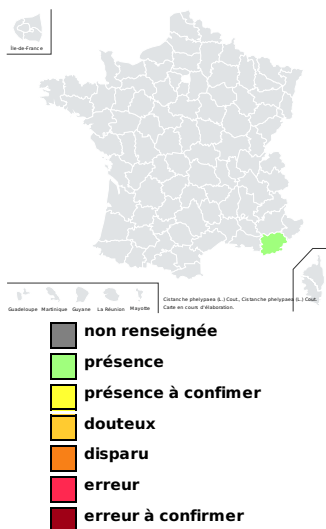 Île-de-France
Guadeloupe Martinique Guyane La Réunion Mayotte
Cistanche phelypaea (L.) Cout., Cistanche phelypaea (L.) Cout.
Carte en cours d'élaboration.
non renseignée
présence
présence à confimer
douteux
disparu
erreur
erreur à confirmer